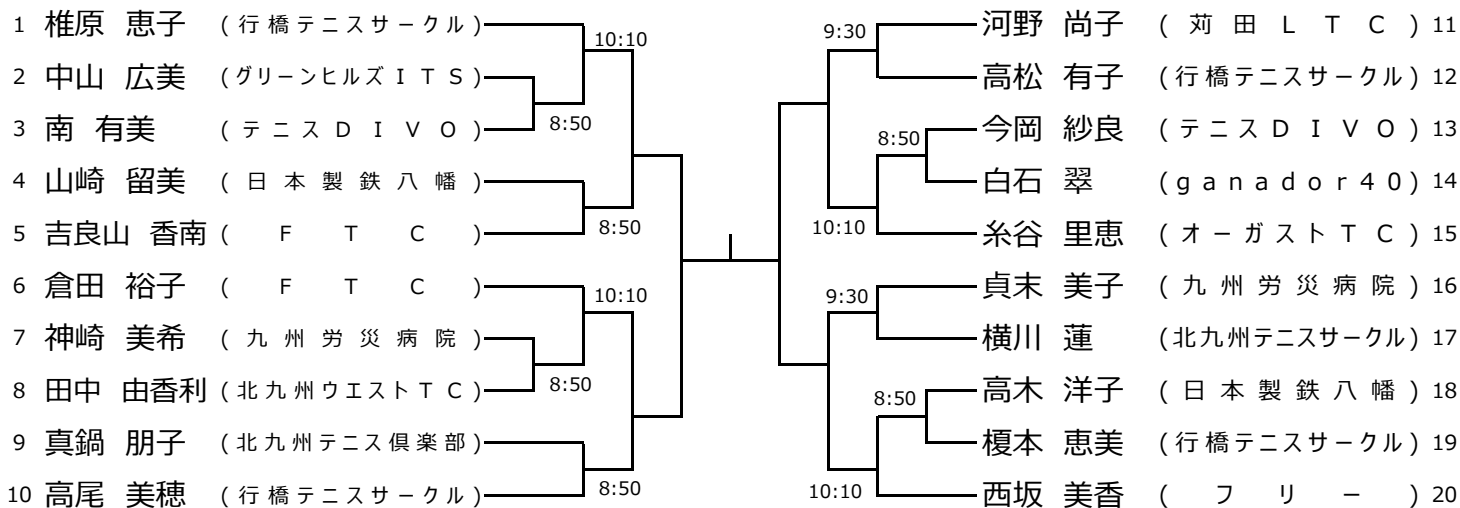 1 椎原 恵子 (行橋テニスサークル)
10:10
2 中山 広美 (グリーンヒルズITS)
3 南 有美 (テニスDIVO)
8:50
4 山崎 留美 (日本製鉄八幡)
5 吉良山 香南 (FTC)
8:50
6 倉田 裕子 (FTC)
10:10
7 神崎 美希 (九州労災病院)
8 田中 由香利 (北九州ウエストTC)
8:50
9 真鍋 朋子 (北九州テニス倶楽部)
10 高尾 美穂 (行橋テニスサークル)
8:50
河野 尚子 (苅田LTC) 11
9:30
高松 有子 (行橋テニスサークル) 12
今岡 紗良 (テニスDIVO) 13
8:50
白石 翠 (ganador40) 14
糸谷 里恵 (オーガストTC) 15
10:10
貞末 美子 (九州労災病院) 16
9:30
横川 蓮 (北九州テニスサークル) 17
高木 洋子 (日本製鉄八幡) 18
8:50
榎本 恵美 (行橋テニスサークル) 19
西坂 美香 (フリー) 20
10:10